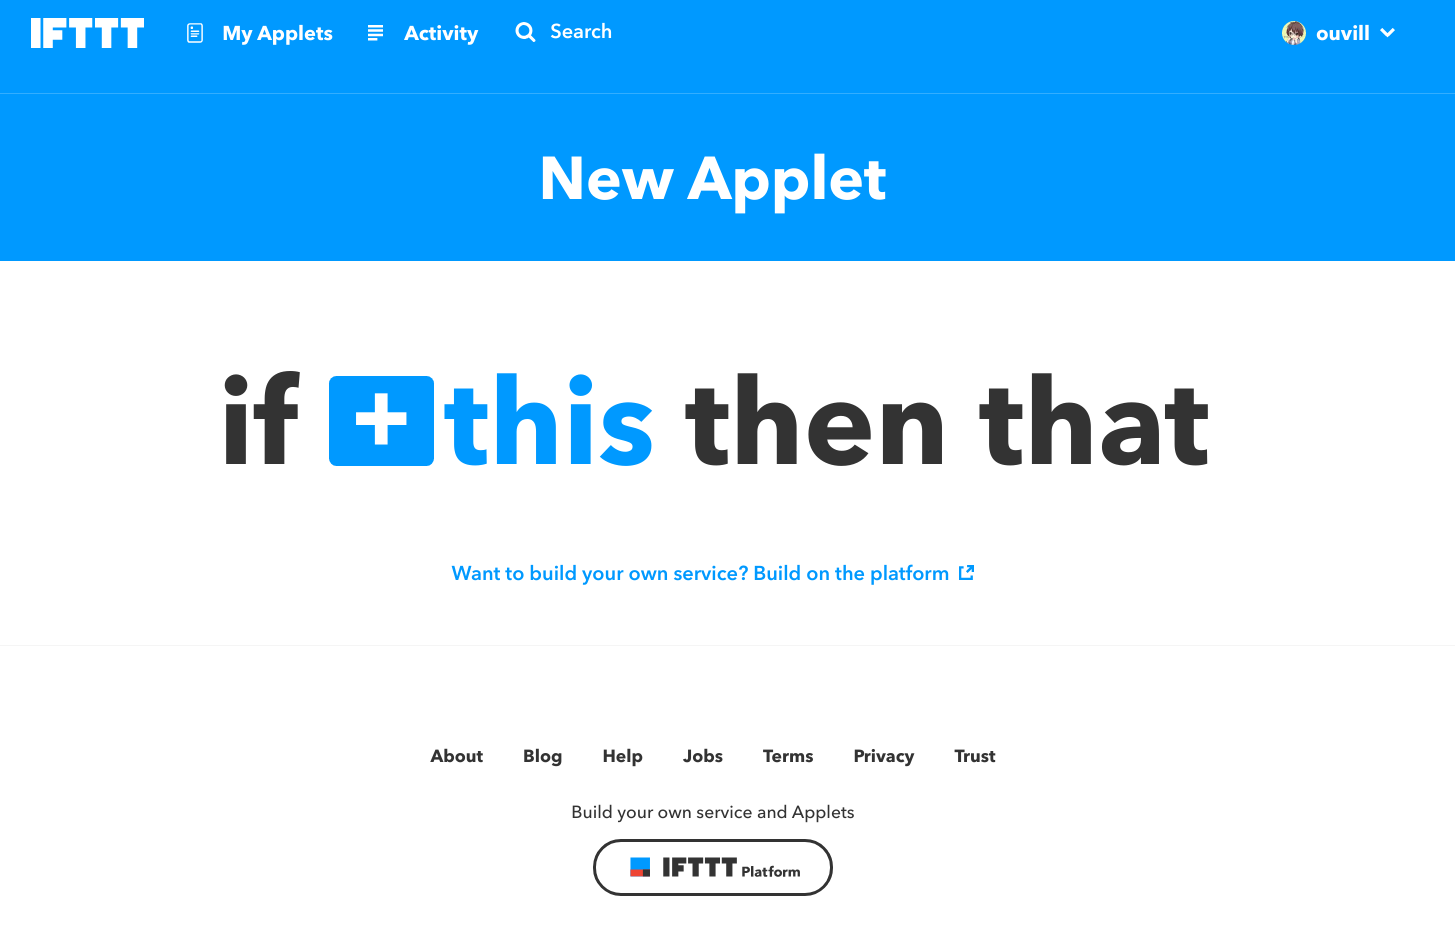 IFTTT My Applets Activity Search ouvill
New Applet
if +this then that
Want to build your own service? Build on the platform
About Blog Help Jobs Terms Privacy Trust
Build your own service and Applets
IFTTT Platform